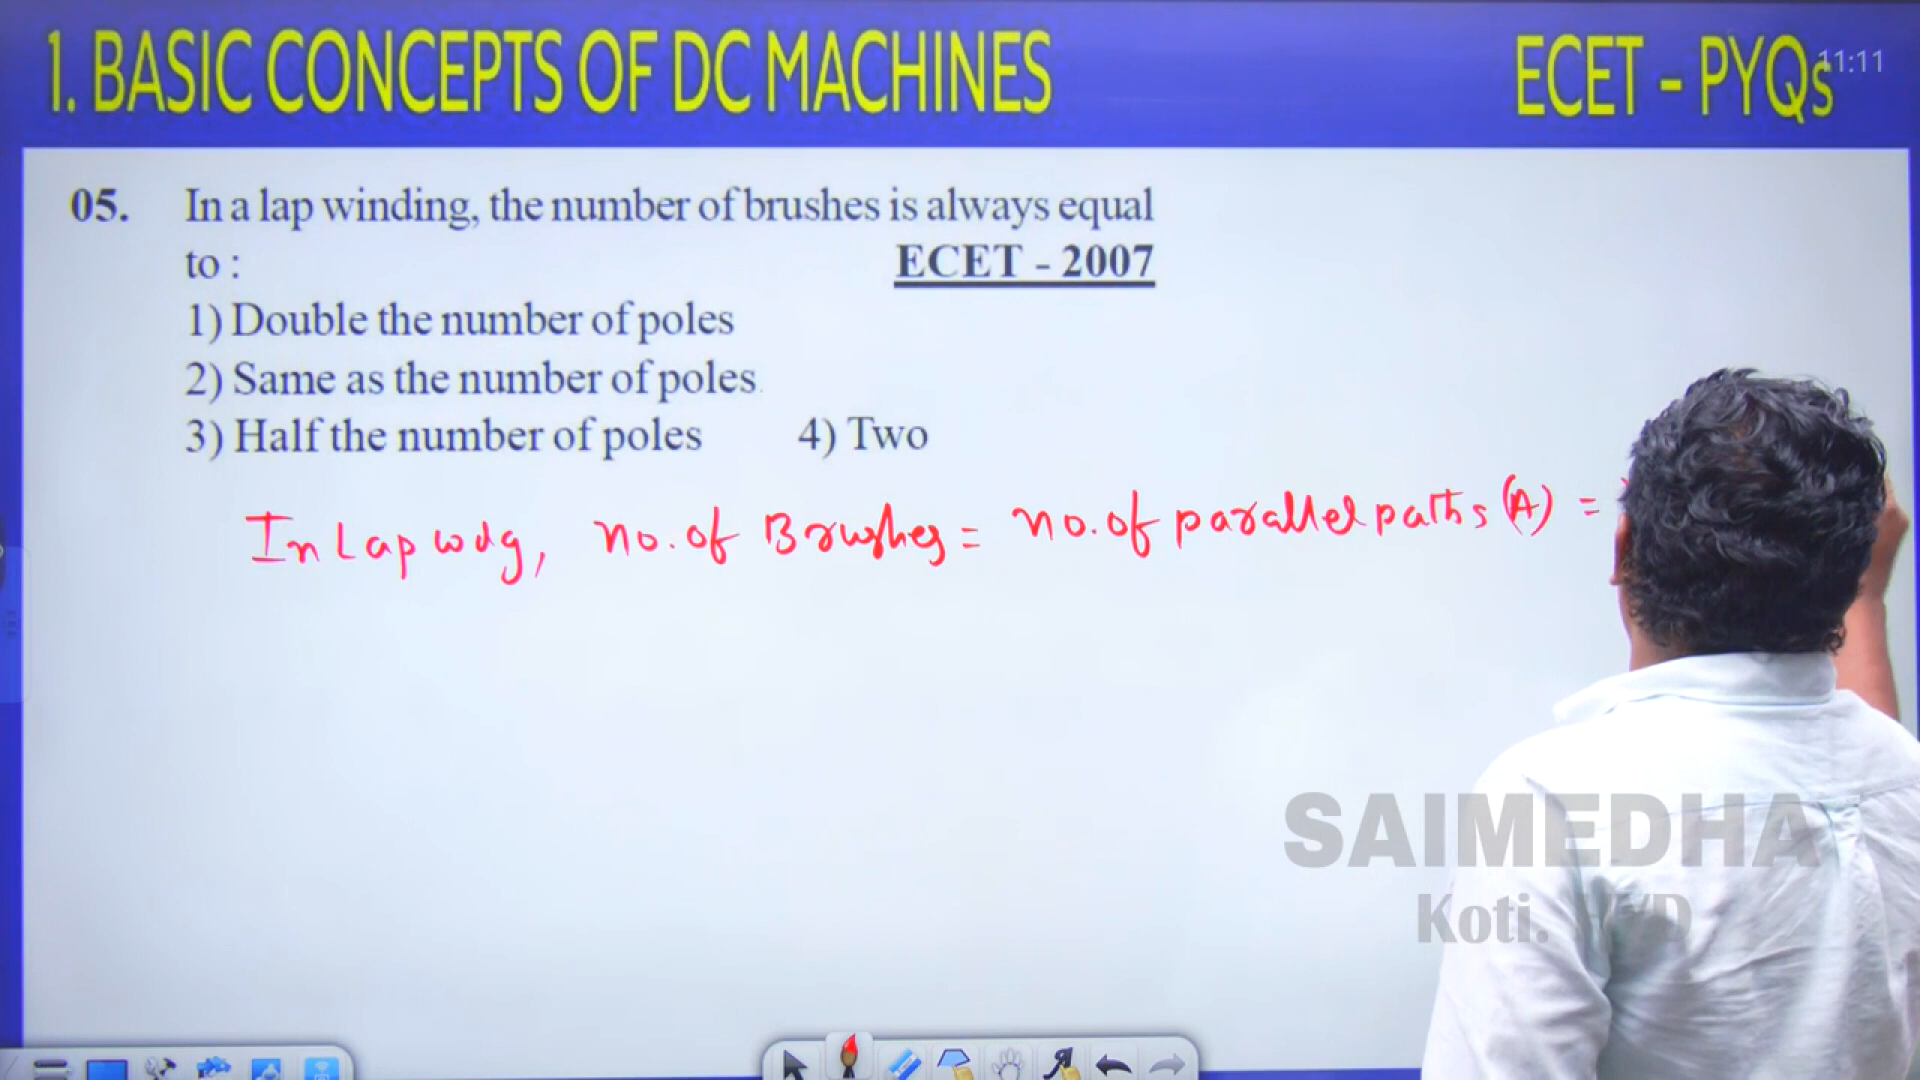 1. BASIC CONCEPTS OF DC MACHINES
ECET - PYQs
11:11
05. In a lap winding, the number of brushes is always equal
to : ECET - 2007
1) Double the number of poles
2) Same as the number of poles.
3) Half the number of poles 4) Two
In Lap wdg, no. of Brushes = no. of parallel paths (A) =
SAIMEDHA
Koti. HYD